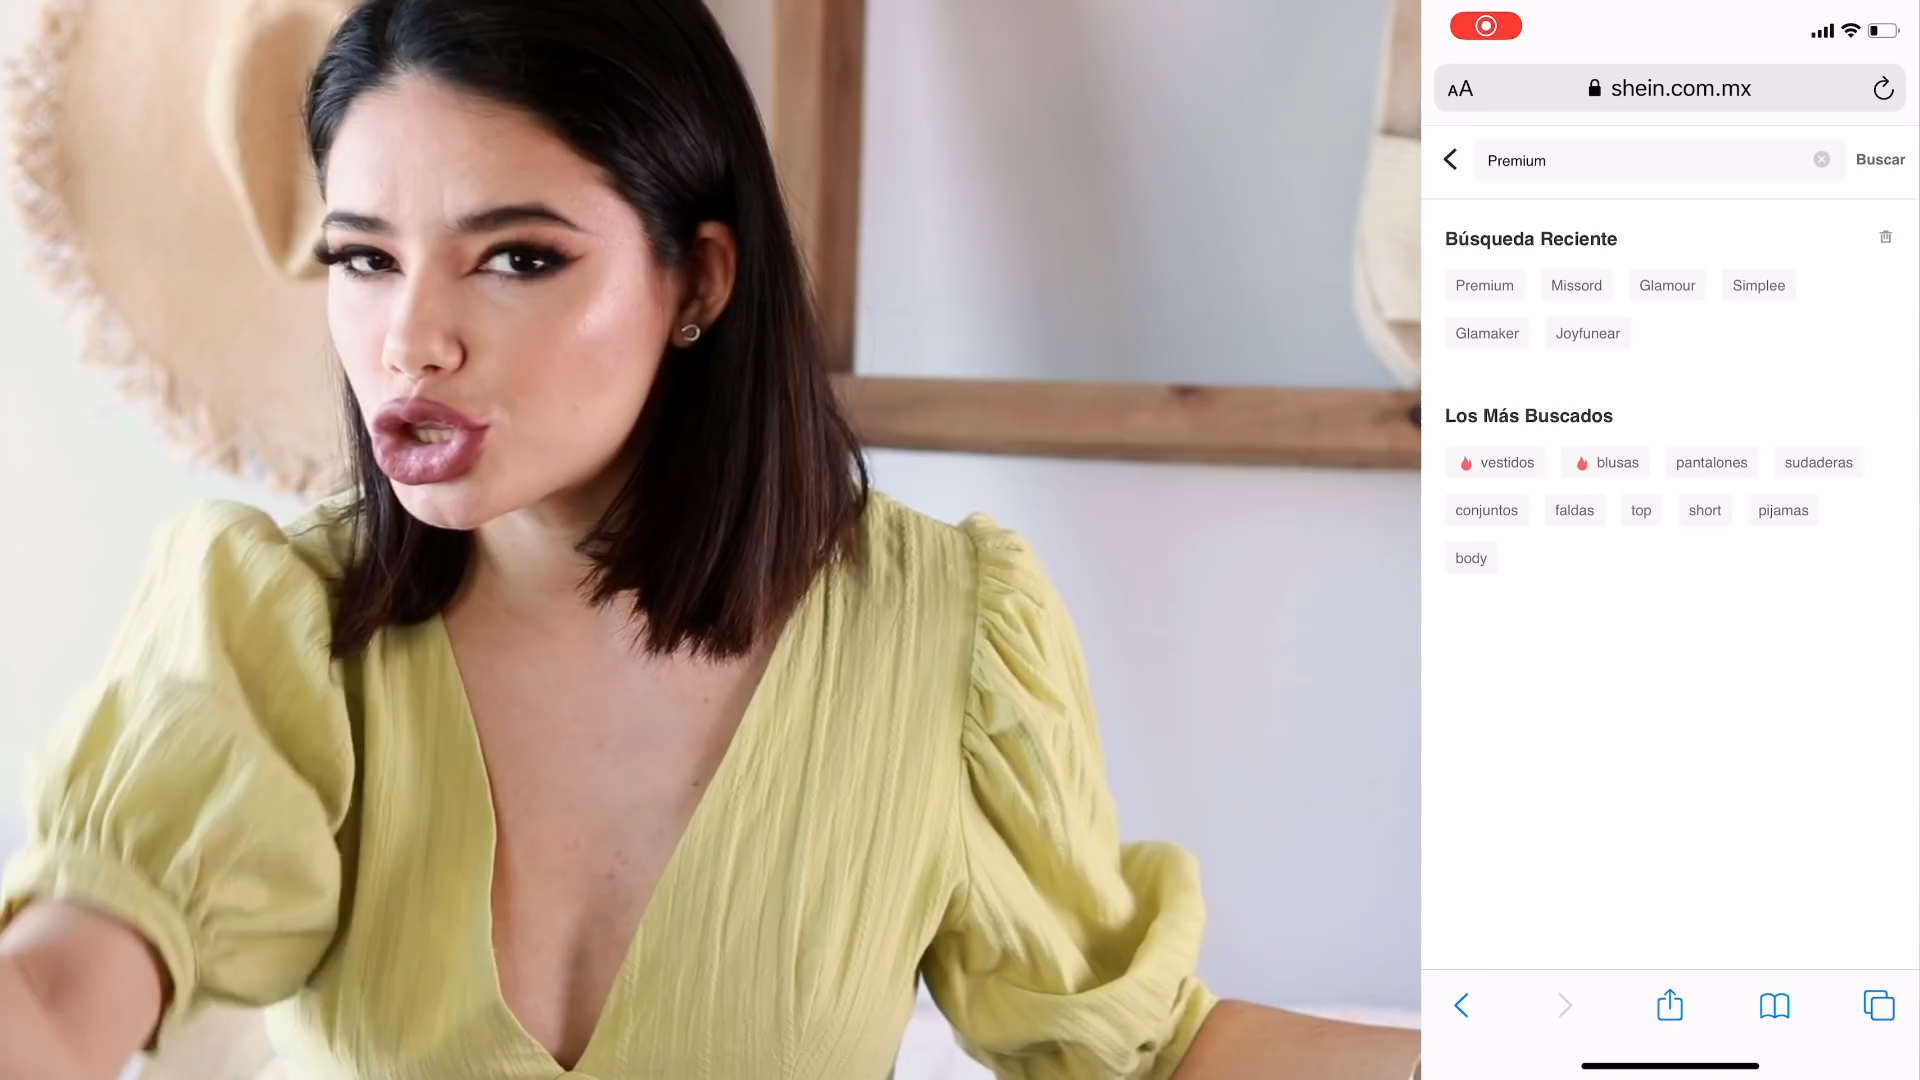 AA shein.com.mx
Premium Buscar
Búsqueda Reciente
Premium Missord Glamour Simplee
Glamaker Joyfunear
Los Más Buscados
vestidos blusas pantalones sudaderas
conjuntos faldas top short pijamas
body